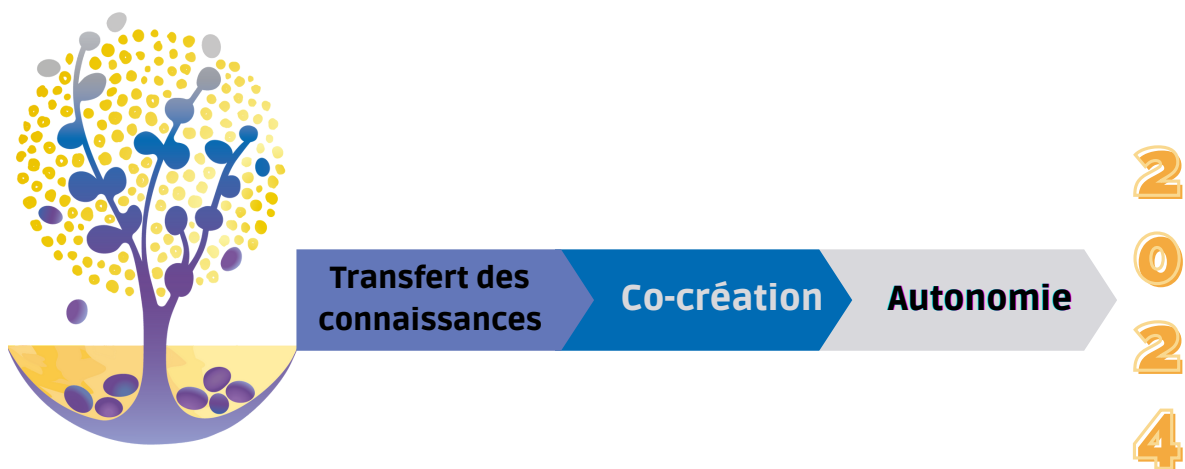 Transfert des
connaissances
Co-création
Autonomie
2
0
2
4